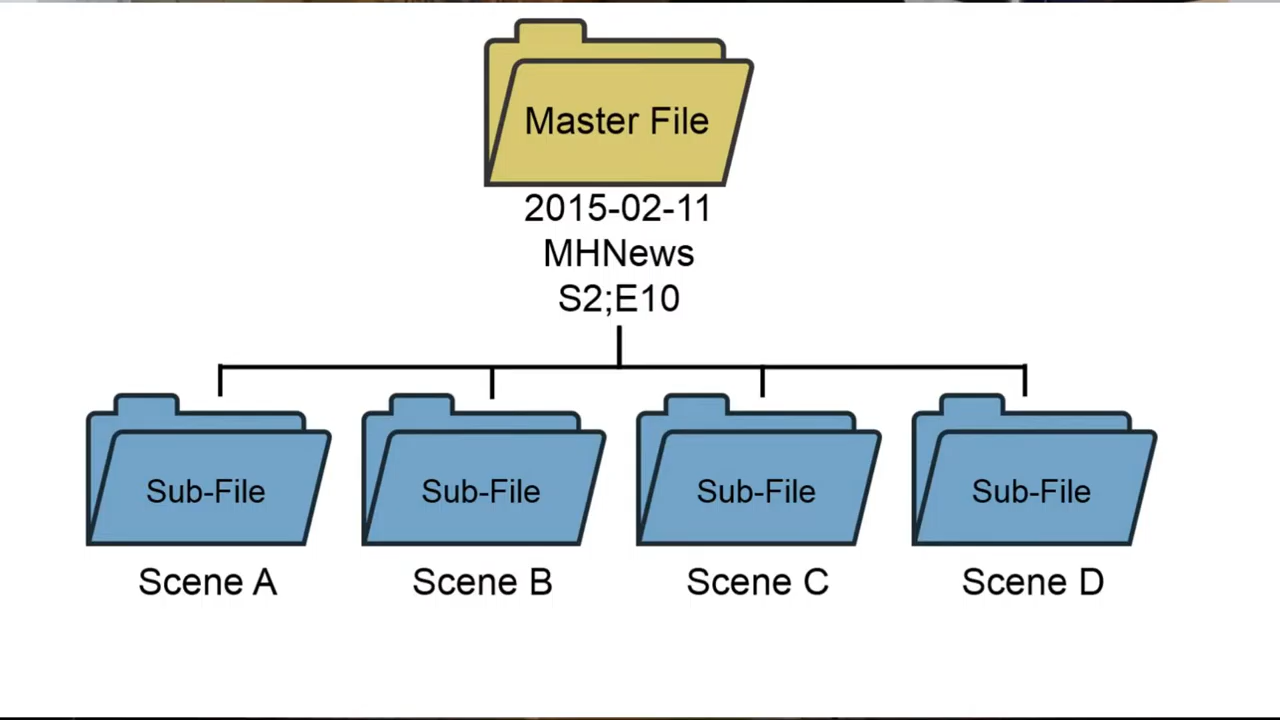 Master File
2015-02-11
MHNews
S2;E10
Sub-File
Sub-File
Sub-File
Sub-File
Scene A
Scene B
Scene C
Scene D